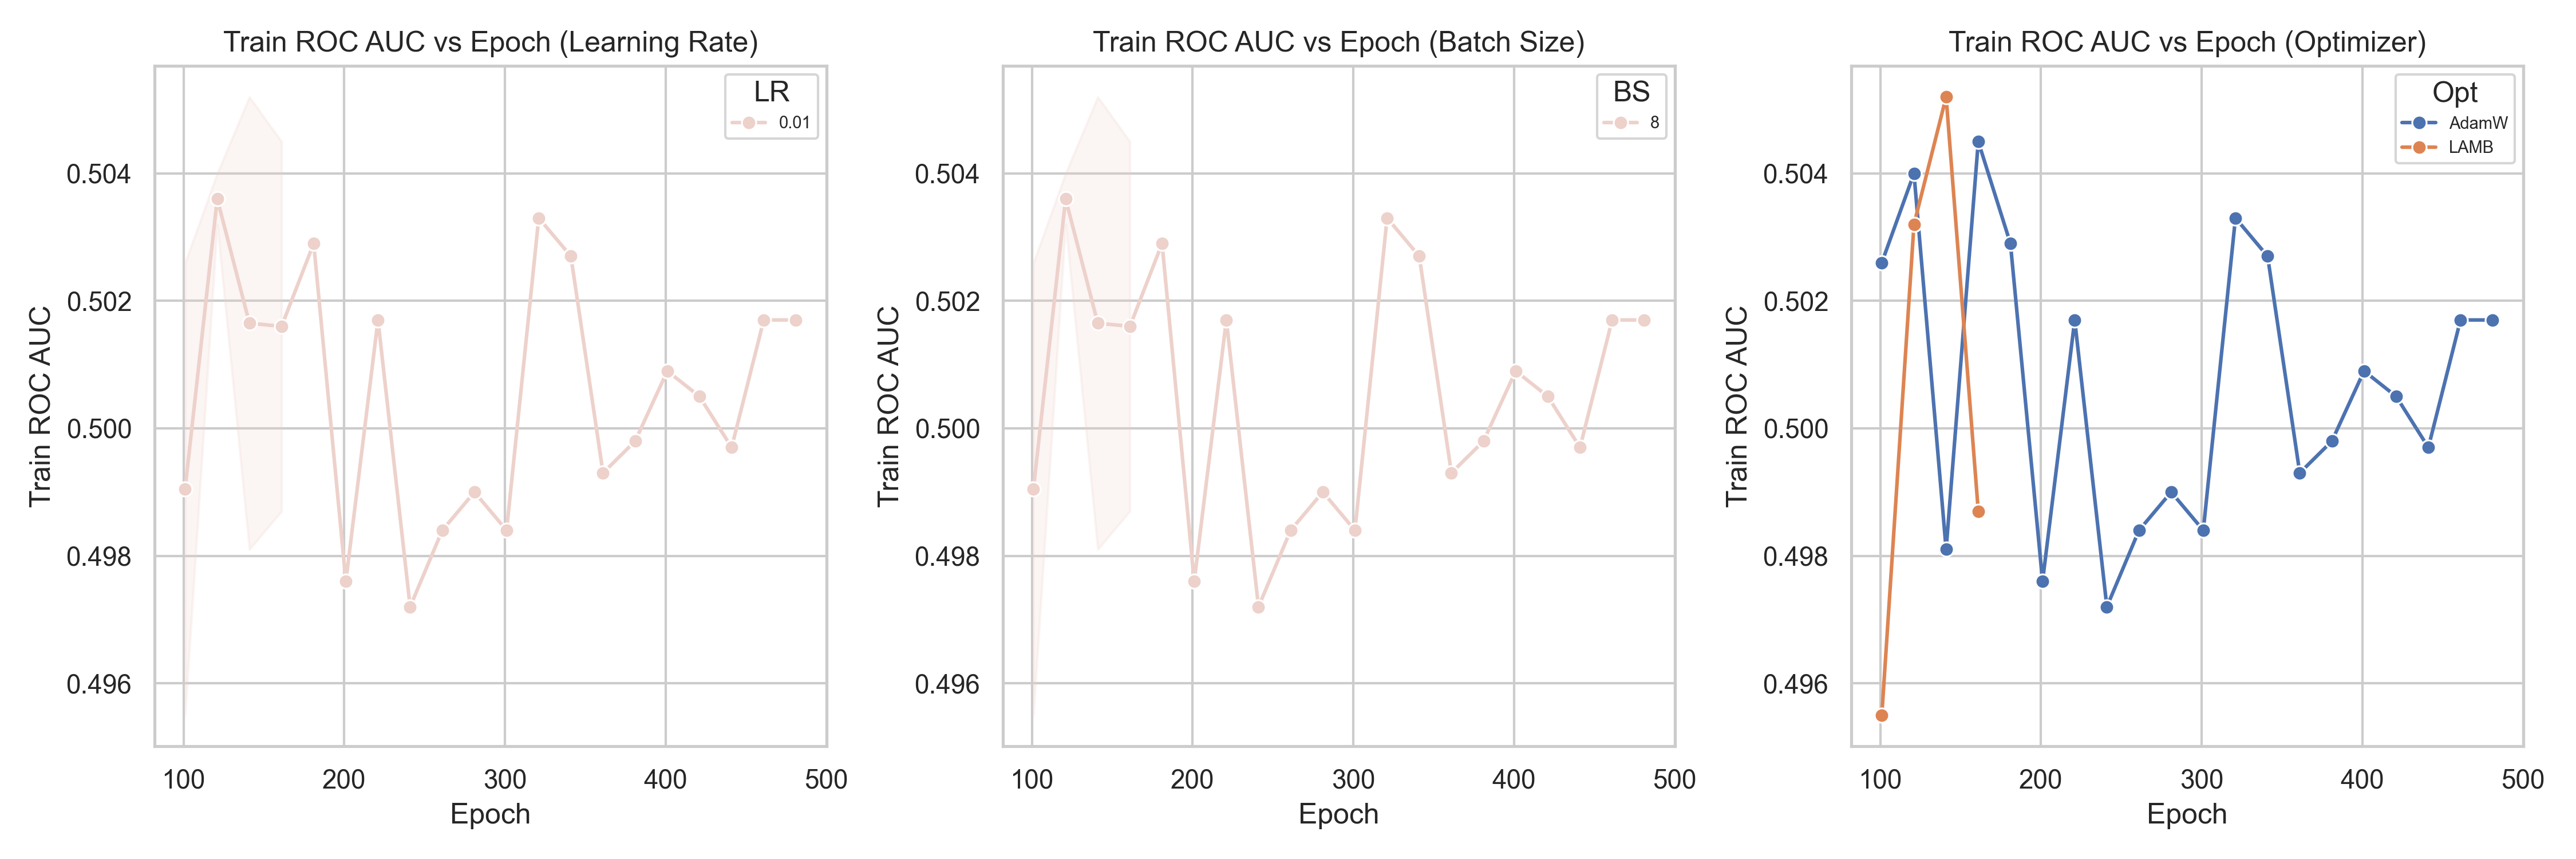 Train ROC AUC vs Epoch (Learning Rate)
Train ROC AUC
LR
0.01
0.504
0.502
0.500
0.498
0.496
100 200 300 400 500
Epoch
Train ROC AUC vs Epoch (Batch Size)
Train ROC AUC
BS
8
0.504
0.502
0.500
0.498
0.496
100 200 300 400 500
Epoch
Train ROC AUC vs Epoch (Optimizer)
Train ROC AUC
Opt
AdamW
LAMB
0.504
0.502
0.500
0.498
0.496
100 200 300 400 500
Epoch